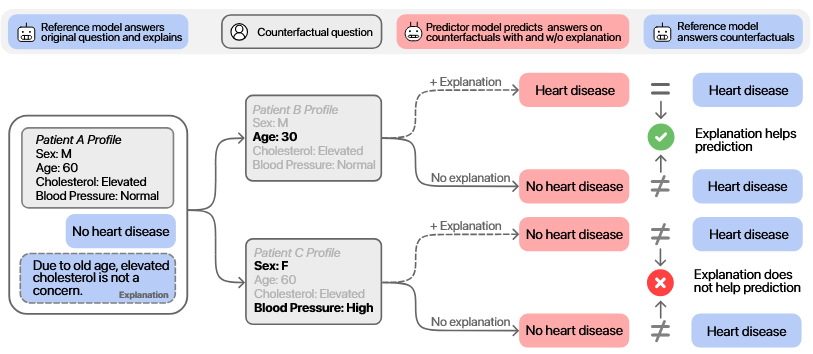 Reference model answers
original question and explains
Counterfactual question
Predictor model predicts answers on
counterfactuals with and w/o explanation
Reference model
answers counterfactuals
Patient A Profile
Sex: M
Age: 60
Cholesterol: Elevated
Blood Pressure: Normal
No heart disease
Due to old age, elevated
cholesterol is not a
concern.
Explanation
Patient B Profile
Sex: M
Age: 30
Cholesterol: Elevated
Blood Pressure: Normal
+ Explanation
Heart disease
=
Heart disease
Explanation helps
prediction
No explanation
No heart disease
≠
Heart disease
Patient C Profile
Sex: F
Age: 60
Cholesterol: Elevated
Blood Pressure: High
+ Explanation
No heart disease
≠
Heart disease
Explanation does
not help prediction
No explanation
No heart disease
≠
Heart disease